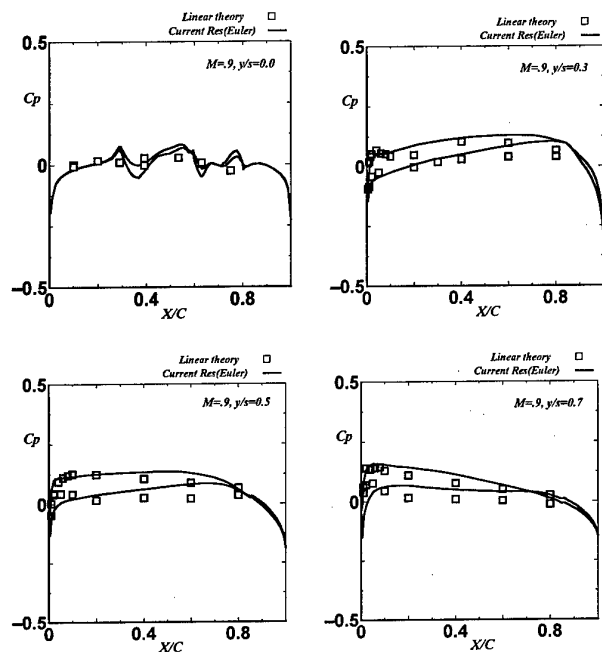 Linear theory
Current Res(Euler)
0.5
M=.9, y/s=0.0
Cp
0
−0.5
0 0.4 0.8
X/C
Linear theory
Current Res(Euler)
0.5
M=.9, y/s=0.3
Cp
0
−0.5
0 0.4 0.8
X/C
Linear theory
Current Res(Euler)
0.5
M=.9, y/s=0.5
Cp
0
−0.5
0 0.4 0.8
X/C
Linear theory
Current Res(Euler)
0.5
M=.9, y/s=0.7
Cp
0
−0.5
0 0.4 0.8
X/C